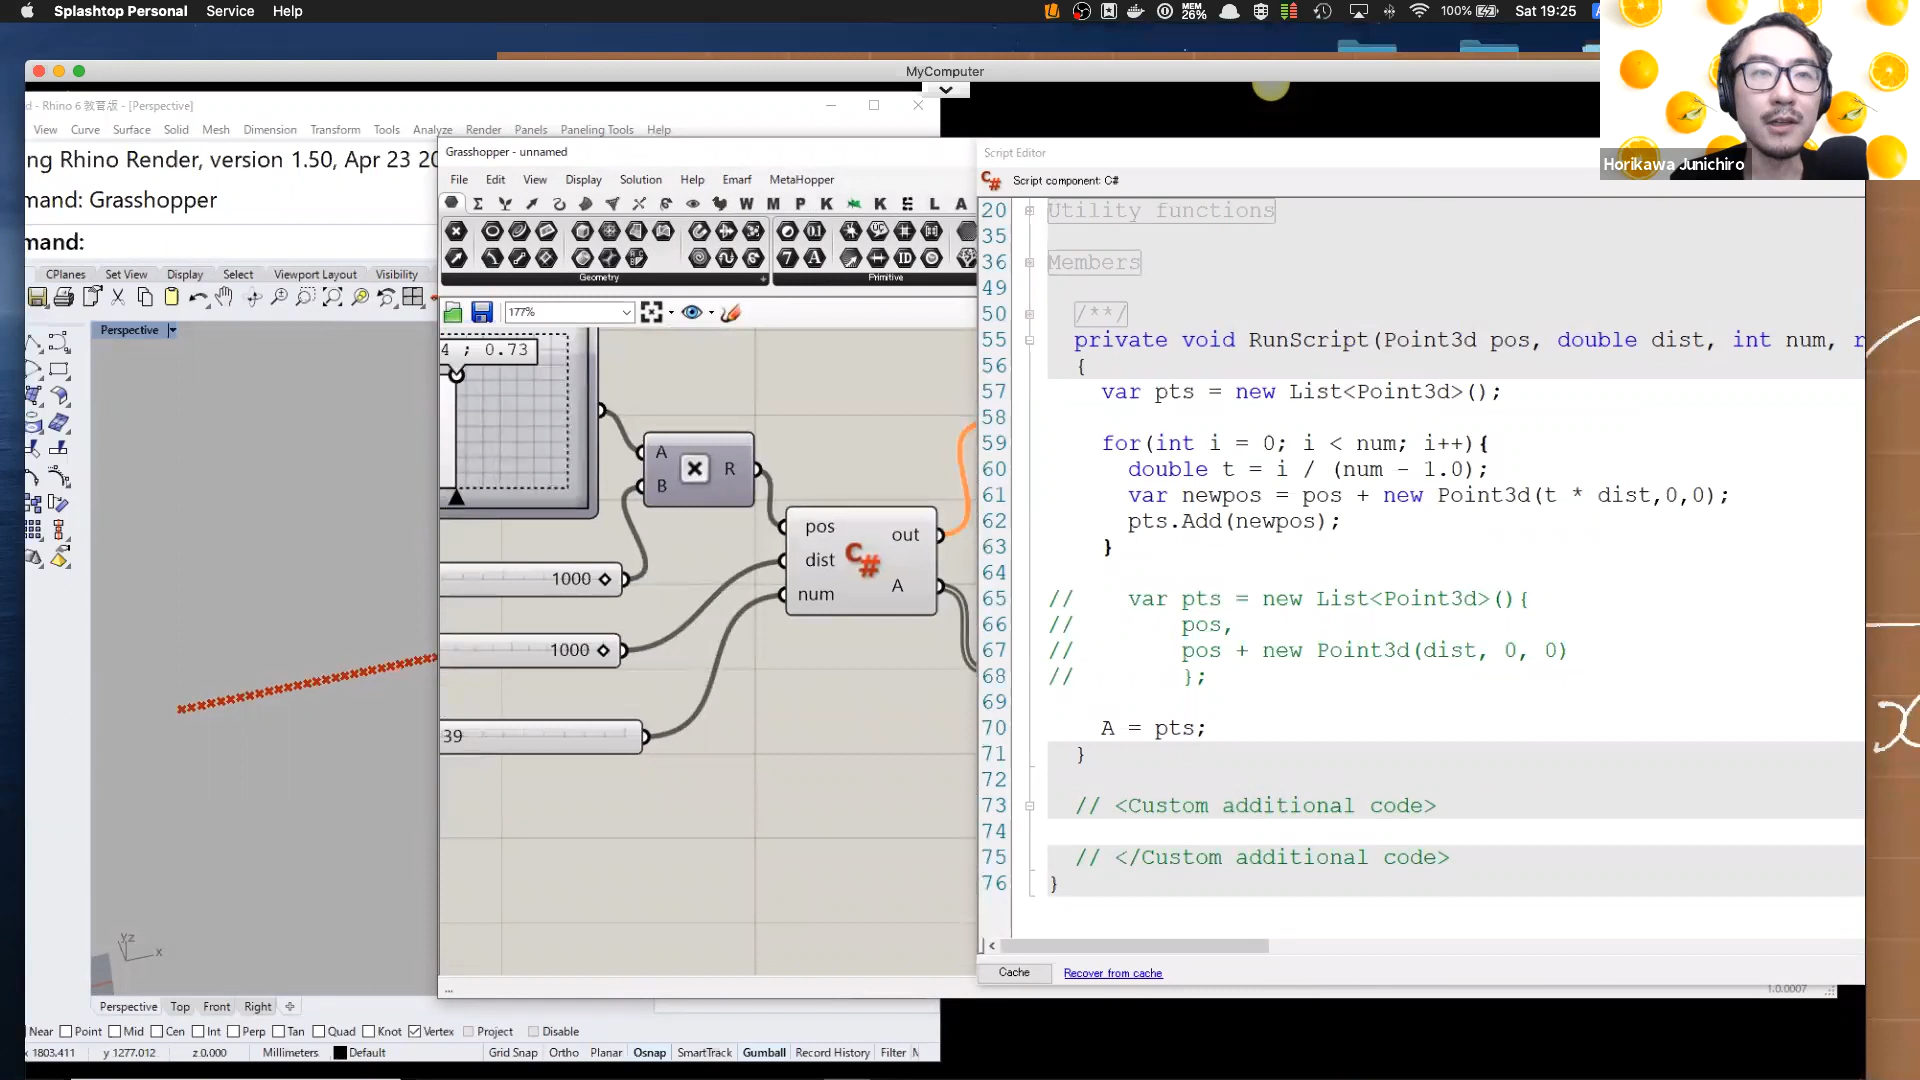 Splashtop Personal Service Help
MEM 26% 100% Sat 19:25 A
MyComputer
d - Rhino 6 教育版 - [Perspective]
View Curve Surface Solid Mesh Dimension Transform Tools Analyze Render Panels Paneling Tools Help
ng Rhino Render, version 1.50, Apr 23 20
mand: Grasshopper
mand:
CPlanes Set View Display Select Viewport Layout Visibility
Perspective
yz
x
Perspective Top Front Right
Near Point Mid Cen Int Perp Tan Quad Knot Vertex Project Disable
x 1803.411 y 1277.012 z 0.000 Millimeters Default Grid Snap Ortho Planar Osnap SmartTrack Gumball Record History Filter M
Grasshopper - unnamed
File Edit View Display Solution Help Emarf MetaHopper
W M P K K L A
Geometry Primitive
177%
4 ; 0.73
A
B
R
1000
1000
39
pos
dist
num
C#
out
A
...
Script Editor
C# Script component: C#
20 Utility functions
35
36 Members
49
50 /**/
55 private void RunScript(Point3d pos, double dist, int num, r
56 {
57 var pts = new List<Point3d>();
58
59 for(int i = 0; i < num; i++){
60 double t = i / (num - 1.0);
61 var newpos = pos + new Point3d(t * dist,0,0);
62 pts.Add(newpos);
63 }
64
65 // var pts = new List<Point3d>(){
66 // pos,
67 // pos + new Point3d(dist, 0, 0)
68 // };
69
70 A = pts;
71 }
72
73 // <Custom additional code>
74
75 // </Custom additional code>
76 }
Cache Recover from cache
1.0.0007
Horikawa Junichiro
x